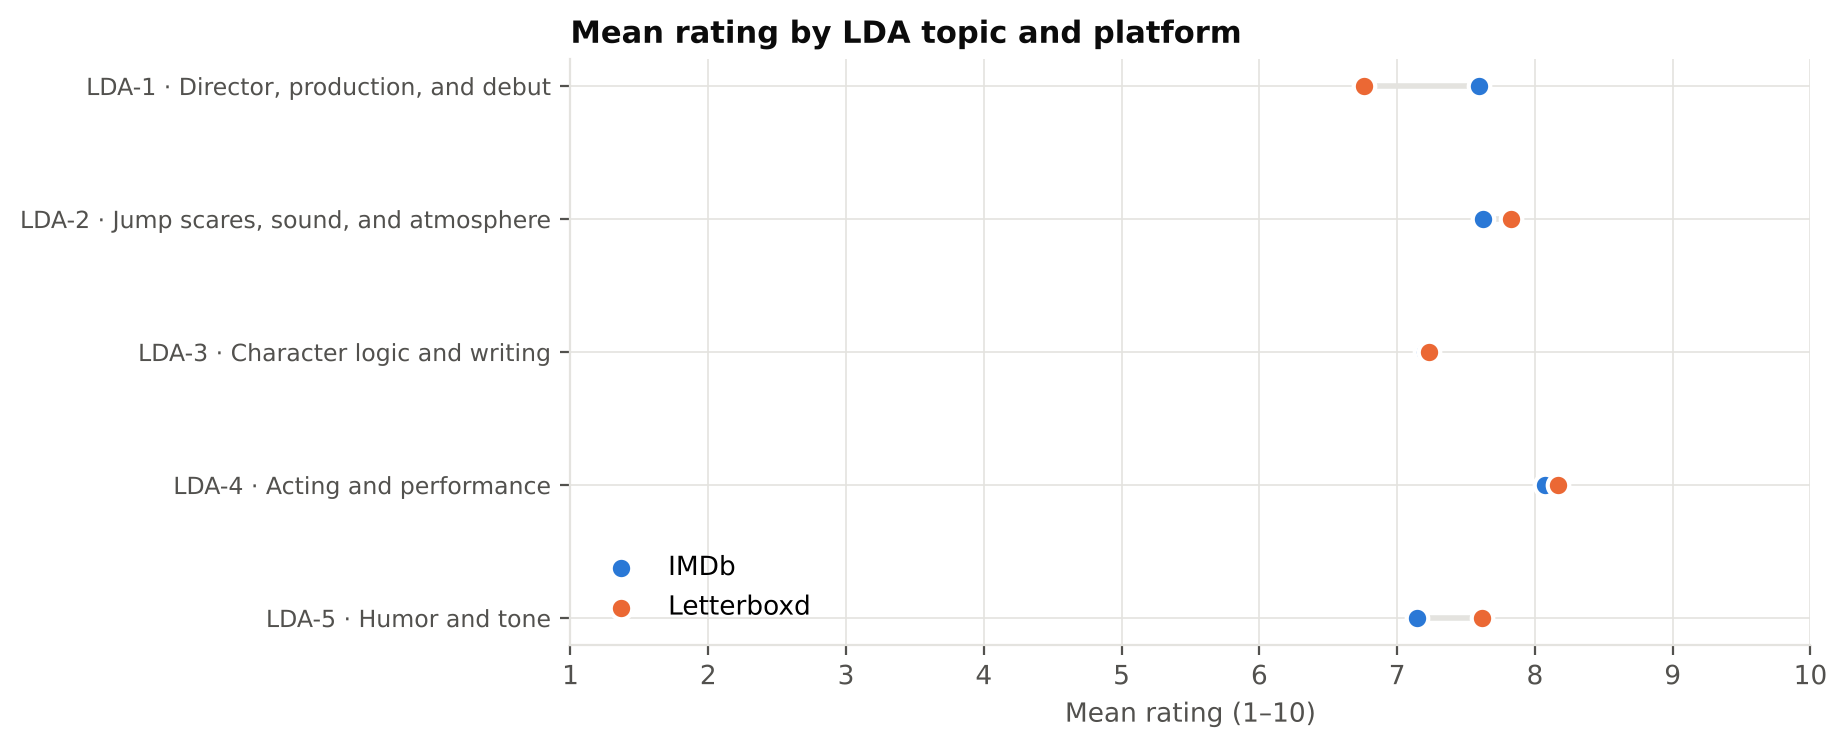 Mean rating by LDA topic and platform
LDA-1 · Director, production, and debut
LDA-2 · Jump scares, sound, and atmosphere
LDA-3 · Character logic and writing
LDA-4 · Acting and performance
LDA-5 · Humor and tone
IMDb
Letterboxd
1 2 3 4 5 6 7 8 9 10
Mean rating (1–10)